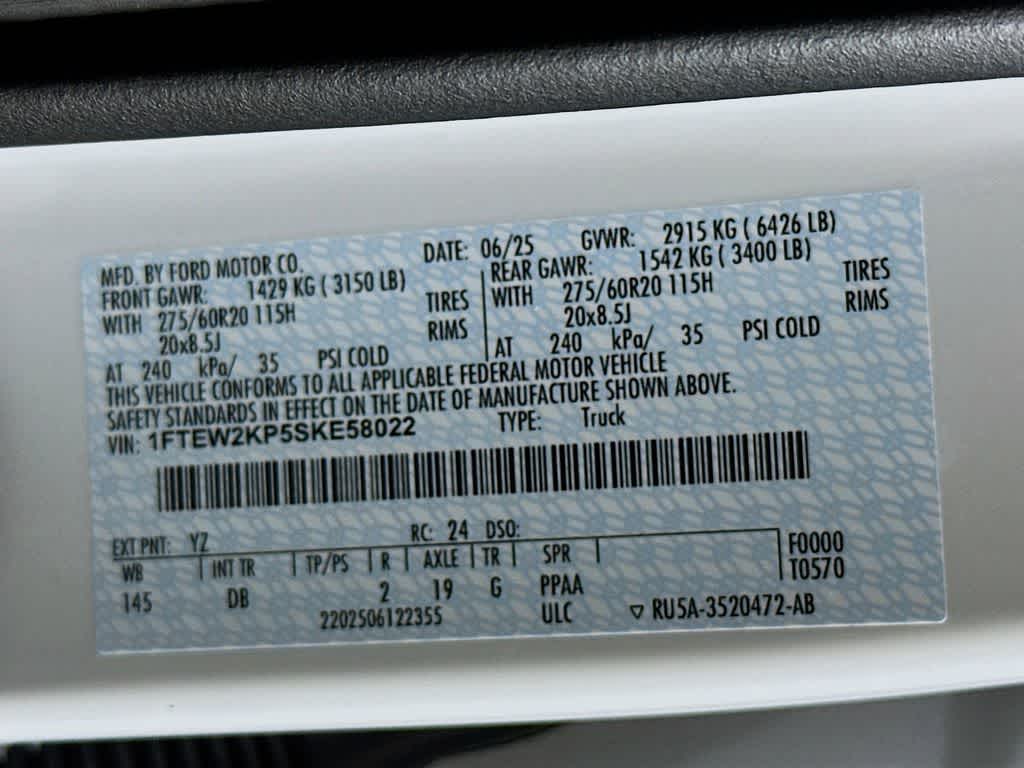 MFD. BY FORD MOTOR CO. DATE: 06/25 GVWR: 2915 KG ( 6426 LB)
FRONT GAWR: 1429 KG ( 3150 LB) REAR GAWR: 1542 KG ( 3400 LB)
WITH 275/60R20 115H TIRES WITH 275/60R20 115H TIRES
20x8.5J RIMS 20x8.5J RIMS
AT 240 kPa/ 35 PSI COLD AT 240 kPa/ 35 PSI COLD
THIS VEHICLE CONFORMS TO ALL APPLICABLE FEDERAL MOTOR VEHICLE
SAFETY STANDARDS IN EFFECT ON THE DATE OF MANUFACTURE SHOWN ABOVE.
VIN: 1FTEW2KP5SKE58022 TYPE: Truck
EXT PNT: YZ RC: 24 DSO:
WB INT TR TP/PS R AXLE TR SPR F0000
145 DB 2 19 G PPAA T0570
2202506122355 ULC ▽ RU5A-3520472-AB